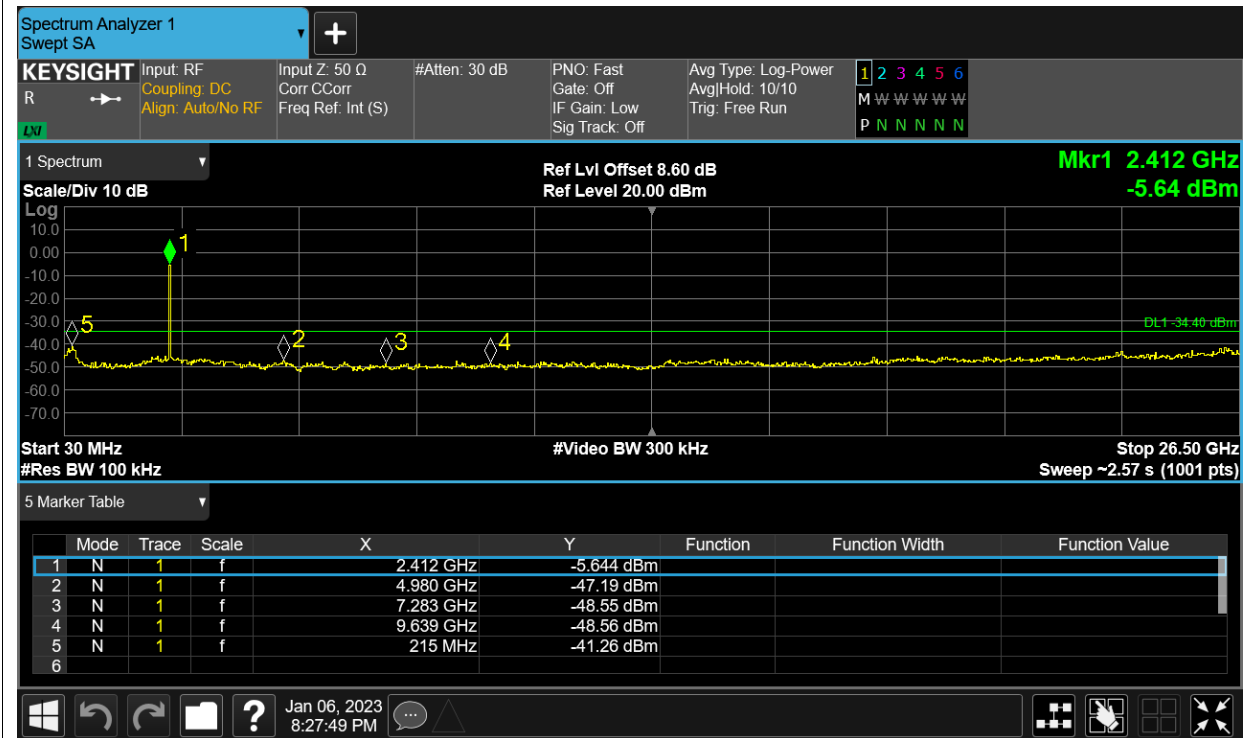 Spectrum Analyzer 1
Swept SA
KEYSIGHT
R
LXI
Input: RF
Coupling: DC
Align: Auto/No RF
Input Z: 50 Ω
Corr CCorr
Freq Ref: Int (S)
#Atten: 30 dB
PNO: Fast
Gate: Off
IF Gain: Low
Sig Track: Off
Avg Type: Log-Power
Avg|Hold: 10/10
Trig: Free Run
1 2 3 4 5 6
M W W W W W
P N N N N N
1 Spectrum
Scale/Div 10 dB
Ref Lvl Offset 8.60 dB
Ref Level 20.00 dBm
Mkr1 2.412 GHz
-5.64 dBm
Log
10.0
0.00
-10.0
-20.0
-30.0
-40.0
-50.0
-60.0
-70.0
1
5
2
3
4
DL1 -34.40 dBm
Start 30 MHz
#Video BW 300 kHz
Stop 26.50 GHz
#Res BW 100 kHz
Sweep ~2.57 s (1001 pts)
5 Marker Table
Mode Trace Scale X Y Function Function Width Function Value
1 N 1 f 2.412 GHz -5.644 dBm
2 N 1 f 4.980 GHz -47.19 dBm
3 N 1 f 7.283 GHz -48.55 dBm
4 N 1 f 9.639 GHz -48.56 dBm
5 N 1 f 215 MHz -41.26 dBm
6
?
Jan 06, 2023
8:27:49 PM